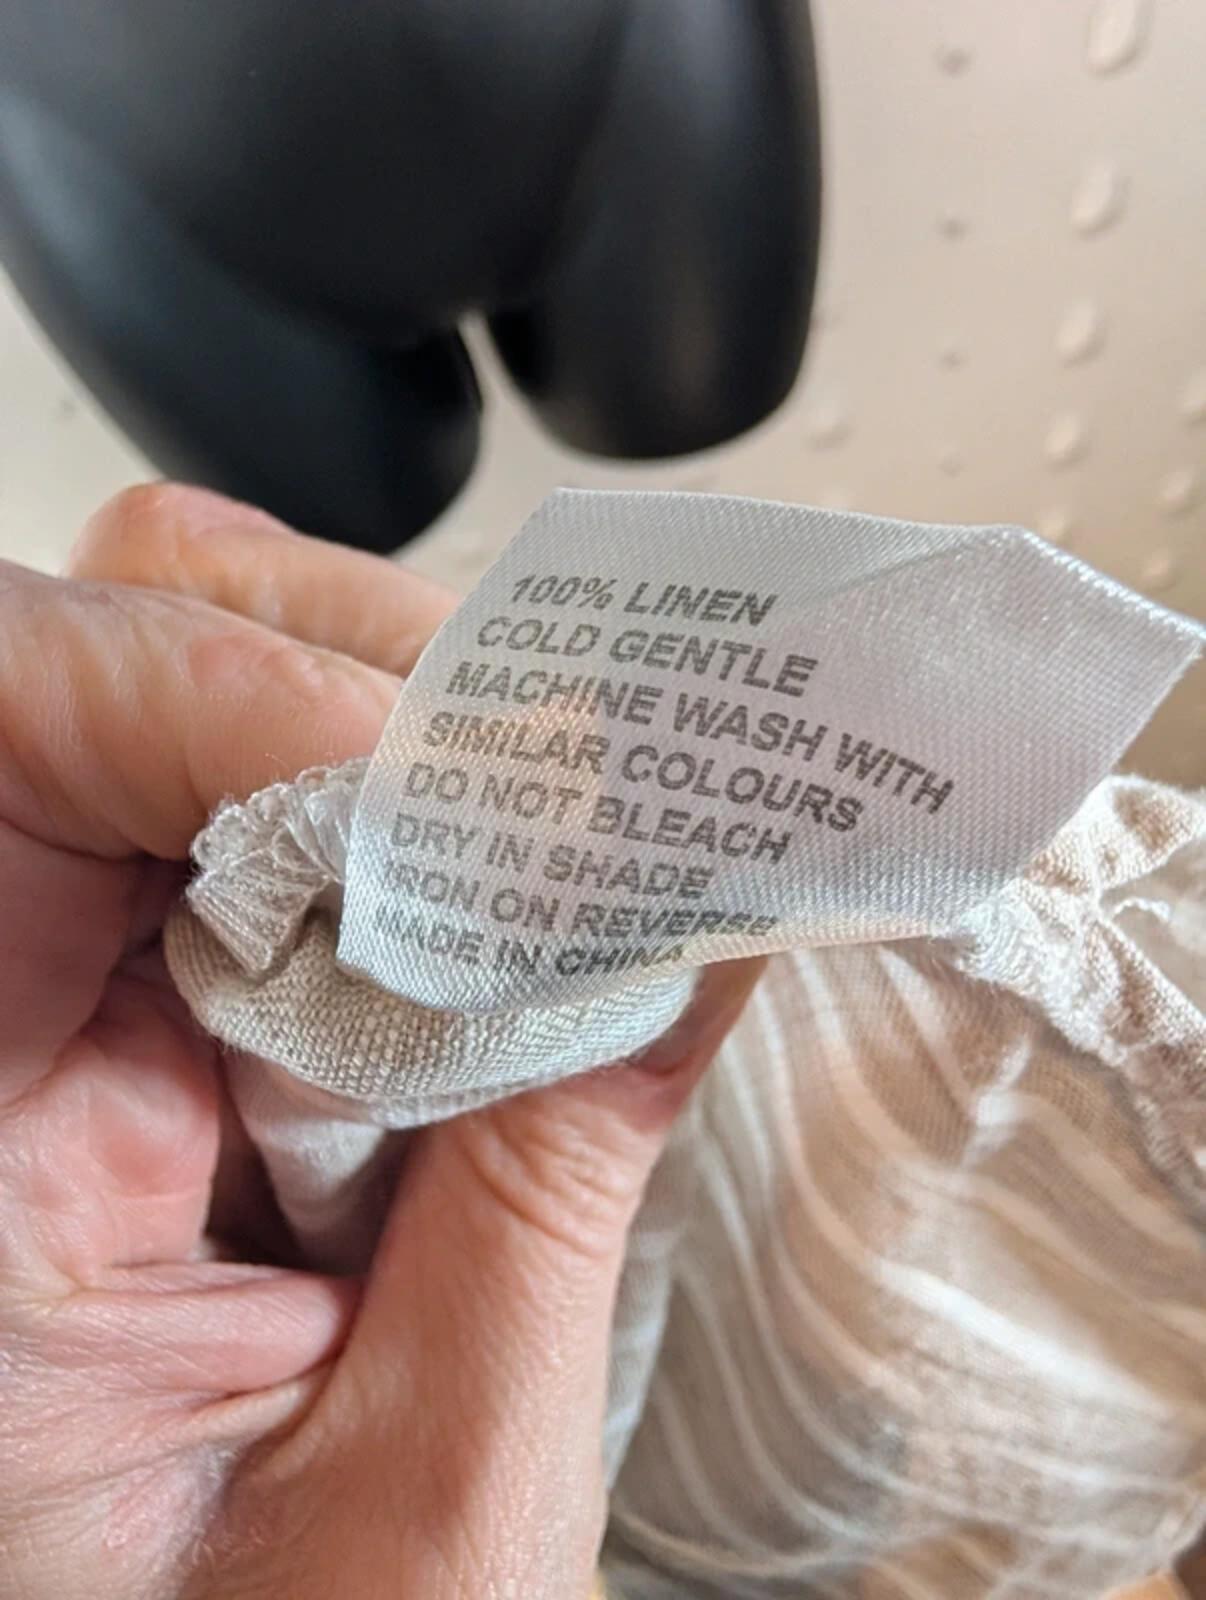 100% LINEN
COLD GENTLE
MACHINE WASH WITH
SIMILAR COLOURS
DO NOT BLEACH
DRY IN SHADE
IRON ON REVERSE
MADE IN CHINA